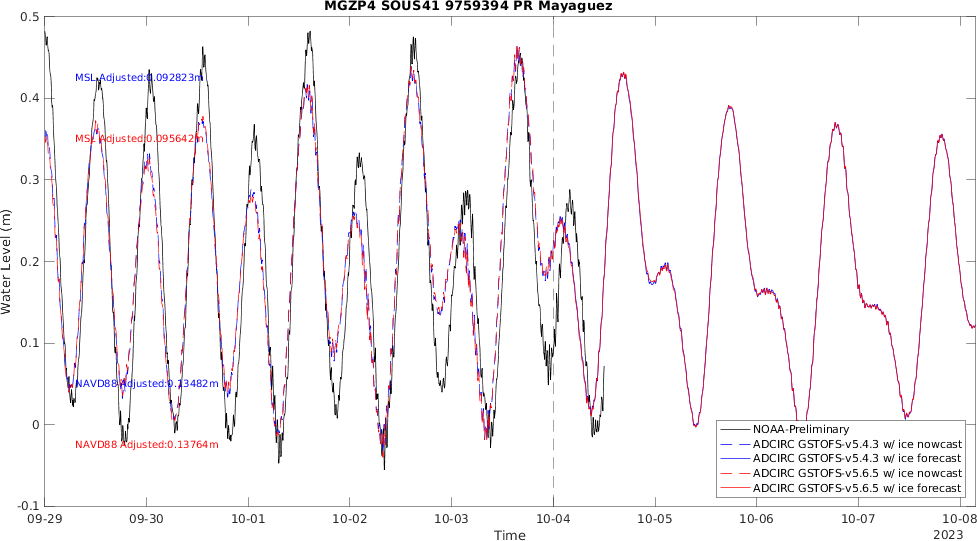 MGZP4 SOUS41 9759394 PR Mayaguez
0.5
0.4
0.3
0.2
0.1
0
-0.1
Water Level (m)
MSL Adjusted:0.092823m
MSL Adjusted:0.095642m
NAVD88 Adjusted:0.13482m
NAVD88 Adjusted:0.13764m
NOAA-Preliminary
ADCIRC GSTOFS-v5.4.3 w/ ice nowcast
ADCIRC GSTOFS-v5.4.3 w/ ice forecast
ADCIRC GSTOFS-v5.6.5 w/ ice nowcast
ADCIRC GSTOFS-v5.6.5 w/ ice forecast
09-29 09-30 10-01 10-02 10-03 10-04 10-05 10-06 10-07 10-08
Time
2023